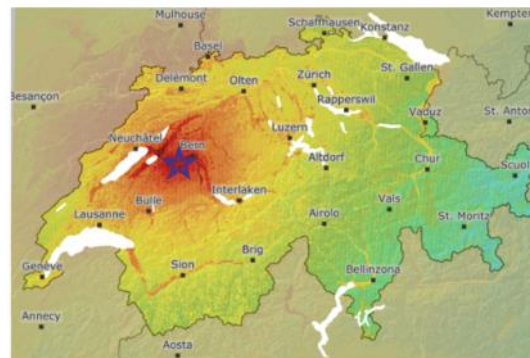 Mulhouse
Schaffhausen
Konstanz
Kempten
Basel
Delémont
Olten
Zürich
St. Gallen
Besançon
Rapperswil
St. Anton
Neuchâtel
Bern
Luzern
Vaduz
Altdorf
Chur
Scuol
Bulle
Interlaken
Vals
Lausanne
Airolo
St. Moritz
Genève
Sion
Brig
Bellinzona
Annecy
Aosta